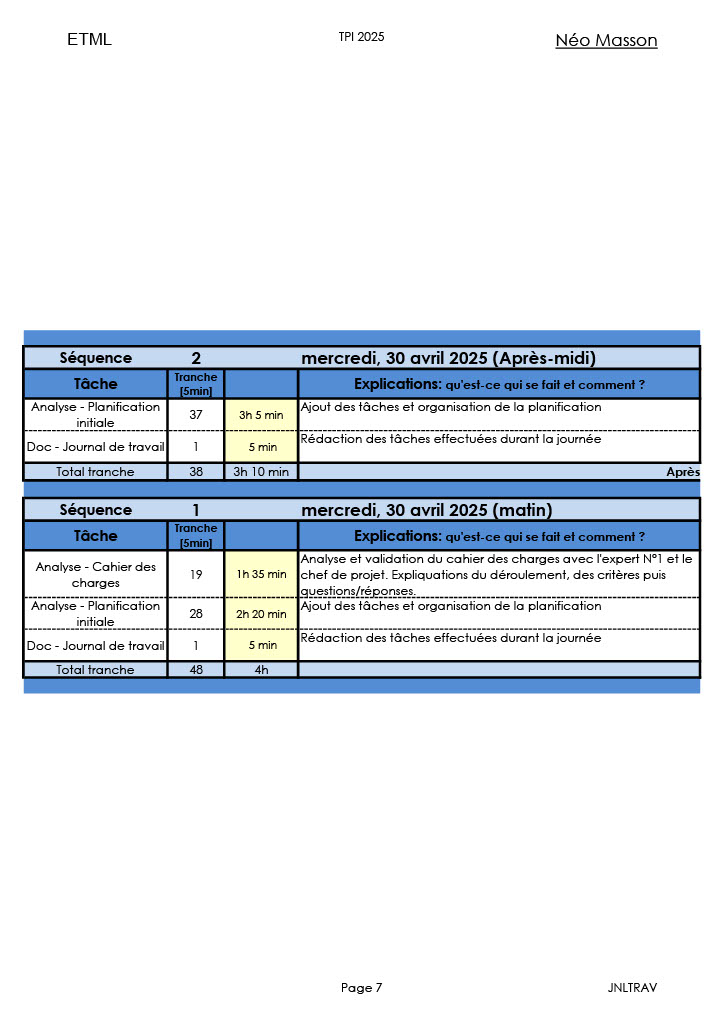 ETML TPI 2025 Néo Masson
Séquence 2 mercredi, 30 avril 2025 (Après-midi)
Tâche Tranche [5min] Explications: qu'est-ce qui se fait et comment ?
Analyse - Planification initiale 37 3h 5 min Ajout des tâches et organisation de la planification
Doc - Journal de travail 1 5 min Rédaction des tâches effectuées durant la journée
Total tranche 38 3h 10 min Après
Séquence 1 mercredi, 30 avril 2025 (matin)
Tâche Tranche [5min] Explications: qu'est-ce qui se fait et comment ?
Analyse - Cahier des charges 19 1h 35 min Analyse et validation du cahier des charges avec l'expert N°1 et le
chef de projet. Expliquations du déroulement, des critères puis
questions/réponses.
Analyse - Planification initiale 28 2h 20 min Ajout des tâches et organisation de la planification
Doc - Journal de travail 1 5 min Rédaction des tâches effectuées durant la journée
Total tranche 48 4h
Page 7 JNLTRAV